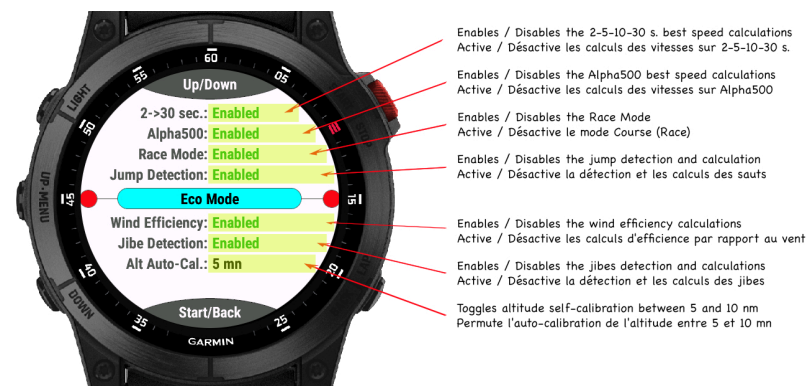 Enables / Disables the 2-5-10-30 s. best speed calculations
Active / Désactive les calculs des vitesses sur 2-5-10-30 s.
Enables / Disables the Alpha500 best speed calculations
Active / Désactive les calculs des vitesses sur Alpha500
Enables / Disables the Race Mode
Active / Désactive le mode Course (Race)
Enables / Disables the jump detection and calculation
Active / Désactive la détection et les calculs des sauts
Enables / Disables the wind efficiency calculations
Active / Désactive les calculs d'efficience par rapport au vent
Enables / Disables the jibes detection and calculations
Active / Désactive la détection et les calculs des jibes
Toggles altitude self-calibration between 5 and 10 nm
Permute l'auto-calibration de l'altitude entre 5 et 10 mn
60
55
05
50
45
15
40
20
35
25
LIGHT
UP·MENU
DOWN
Up/Down
2->30 sec.: Enabled
Alpha500: Enabled
Race Mode: Enabled
Jump Detection: Enabled
Eco Mode
Wind Efficiency: Enabled
Jibe Detection: Enabled
Alt Auto-Cal.: 5 mn
Start/Back
GARMIN